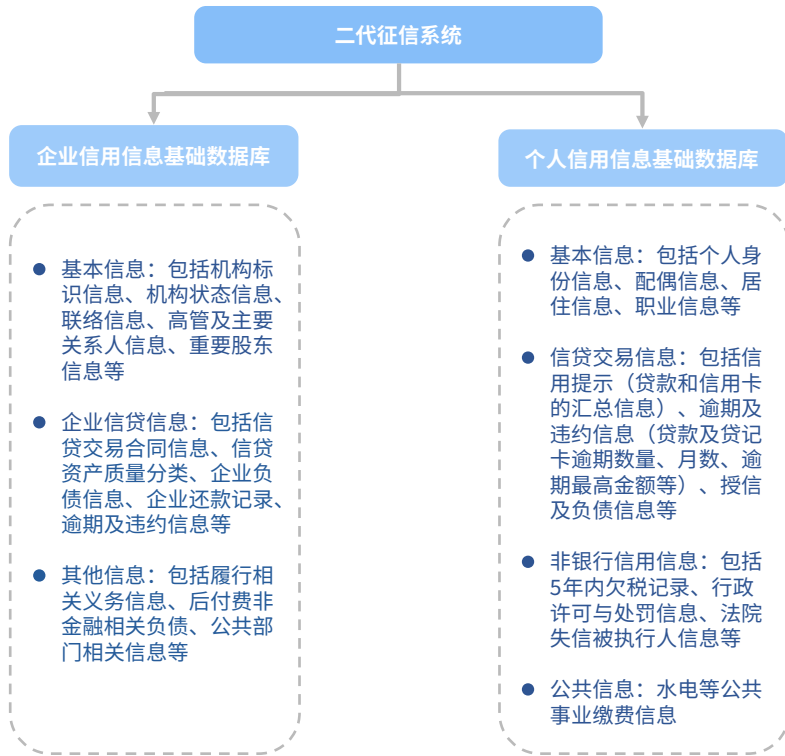 二代征信系统
企业信用信息基础数据库
● 基本信息：包括机构标
识信息、机构状态信息、
联络信息、高管及主要
关系人信息、重要股东
信息等
● 企业信贷信息：包括信
贷交易合同信息、信贷
资产质量分类、企业负
债信息、企业还款记录、
逾期及违约信息等
● 其他信息：包括履行相
关义务信息、后付费非
金融相关负债、公共部
门相关信息等
个人信用信息基础数据库
● 基本信息：包括个人身
份信息、配偶信息、居
住信息、职业信息等
● 信贷交易信息：包括信
用提示（贷款和信用卡
的汇总信息）、逾期及
违约信息（贷款及贷记
卡逾期数量、月数、逾
期最高金额等）、授信
及负债信息等
● 非银行信用信息：包括
5年内欠税记录、行政
许可与处罚信息、法院
失信被执行人信息等
● 公共信息：水电等公共
事业缴费信息